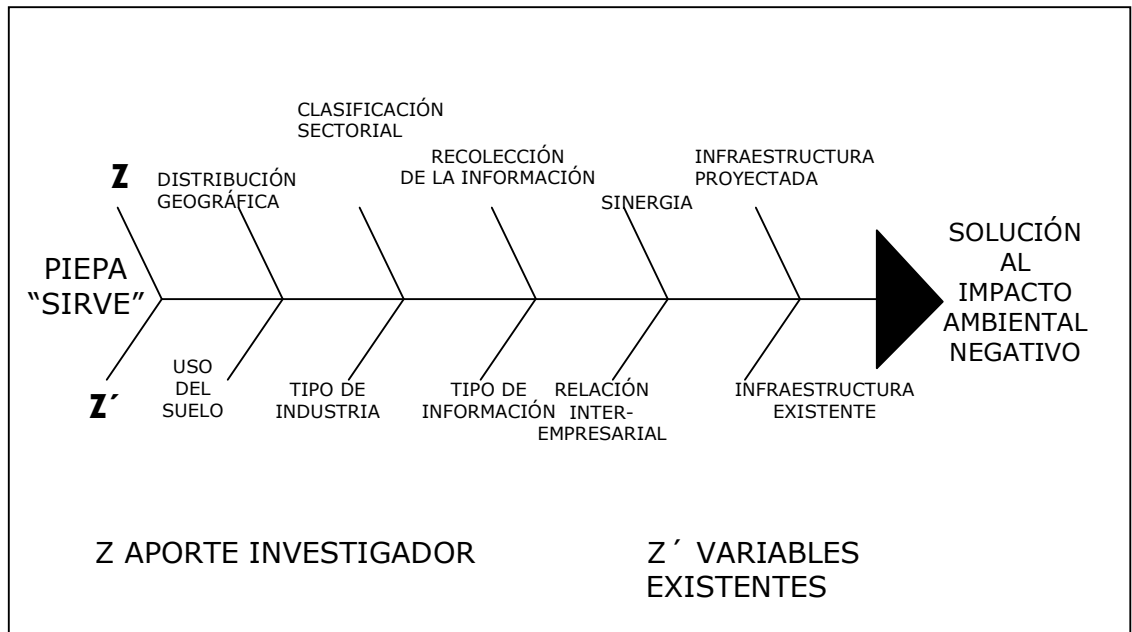 CLASIFICACIÓN
SECTORIAL
Z
DISTRIBUCIÓN
GEOGRÁFICA
RECOLECCIÓN
DE LA INFORMACIÓN
SINERGIA
INFRAESTRUCTURA
PROYECTADA
PIEPA
“SIRVE”
SOLUCIÓN
AL
IMPACTO
AMBIENTAL
NEGATIVO
Z´
USO
DEL
SUELO
TIPO DE
INDUSTRIA
TIPO DE
INFORMACIÓN
RELACIÓN
INTER-
EMPRESARIAL
INFRAESTRUCTURA
EXISTENTE
Z APORTE INVESTIGADOR
Z´ VARIABLES
EXISTENTES